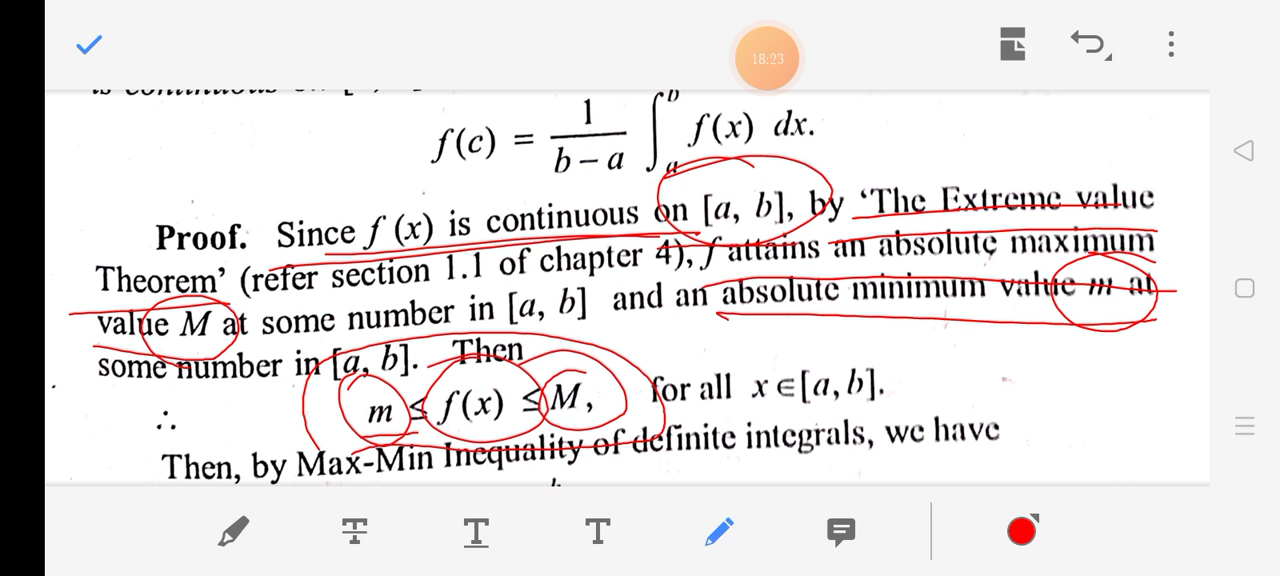 18:23
f(c) = \frac{1}{b-a} \int_a^b f(x) dx.
Proof. Since f (x) is continuous on [a, b], by ‘The Extreme value
Theorem’ (refer section 1.1 of chapter 4), f attains an absolute maximum
value M at some number in [a, b] and an absolute minimum value m at
some number in [a, b]. Then
∴ m ≤ f(x) ≤ M, for all x ∈ [a, b].
Then, by Max-Min Inequality of definite integrals, we have
T T T